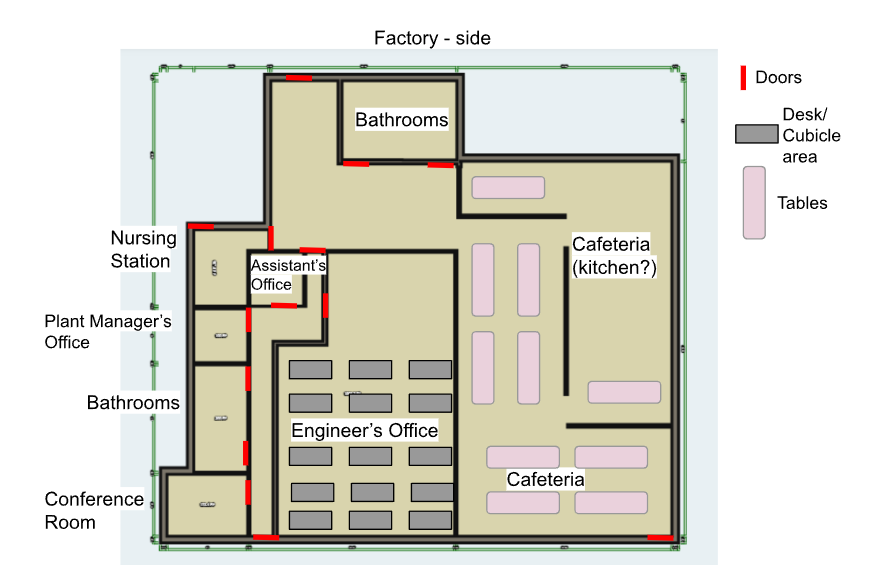 Factory - side
Doors
Desk/
Cubicle
area
Tables
Bathrooms
Nursing
Station
Assistant's
Office
Cafeteria
(kitchen?)
Plant Manager's
Office
Bathrooms
Engineer's Office
Conference
Room
Cafeteria